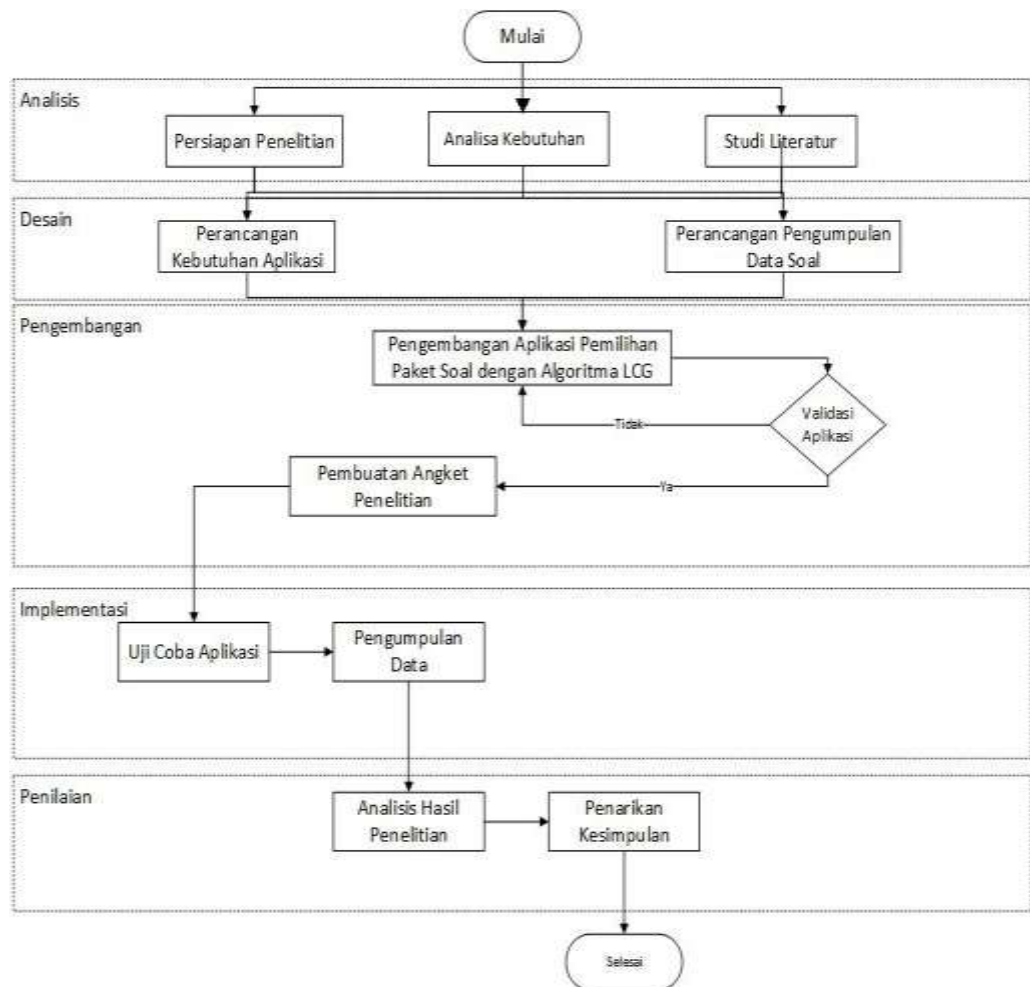 Mulai
Analisis
Persiapan Penelitian
Analisa Kebutuhan
Studi Literatur
Desain
Perancangan
Kebutuhan Aplikasi
Perancangan Pengumpulan
Data Soal
Pengembangan
Pengembangan Aplikasi Pemilihan
Paket Soal dengan Algoritma LCG
Validasi
Aplikasi
Tidak
Pembuatan Angket
Penelitian
Ya
Implementasi
Uji Coba Aplikasi
Pengumpulan
Data
Penilaian
Analisis Hasil
Penelitian
Penarikan
Kesimpulan
Selesai